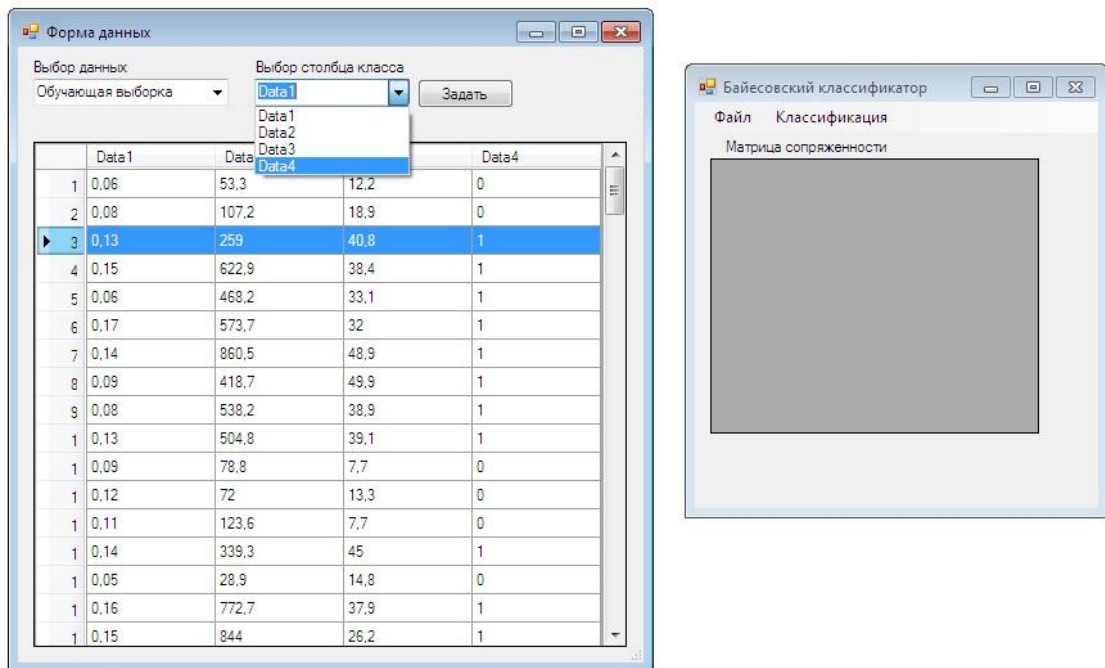 Форма данных
Выбор данных
Выбор столбца класса
Обучающая выборка
Data1
Задать
Data1
Data2
Data3
Data4
Data1 Data Data4
1 0,06 53,3 12,2 0
2 0,08 107,2 18,9 0
3 0,13 259 40,8 1
4 0,15 622,9 38,4 1
5 0,06 468,2 33,1 1
6 0,17 573,7 32 1
7 0,14 860,5 48,9 1
8 0,09 418,7 49,9 1
9 0,08 538,2 38,9 1
1 0,13 504,8 39,1 1
1 0,09 78,8 7,7 0
1 0,12 72 13,3 0
1 0,11 123,6 7,7 0
1 0,14 339,3 45 1
1 0,05 28,9 14,8 0
1 0,16 772,7 37,9 1
1 0,15 844 26,2 1
Байесовский классификатор
Файл Классификация
Матрица сопряженности